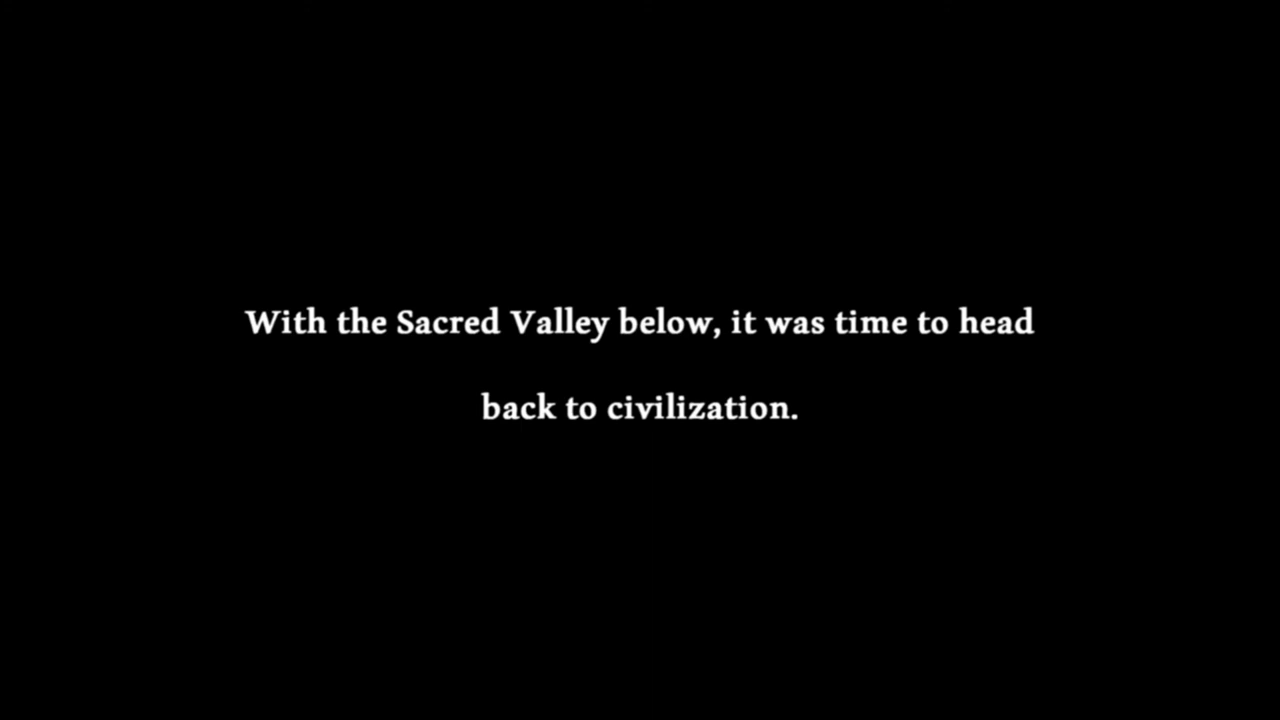 With the Sacred Valley below, it was time to head
back to civilization.